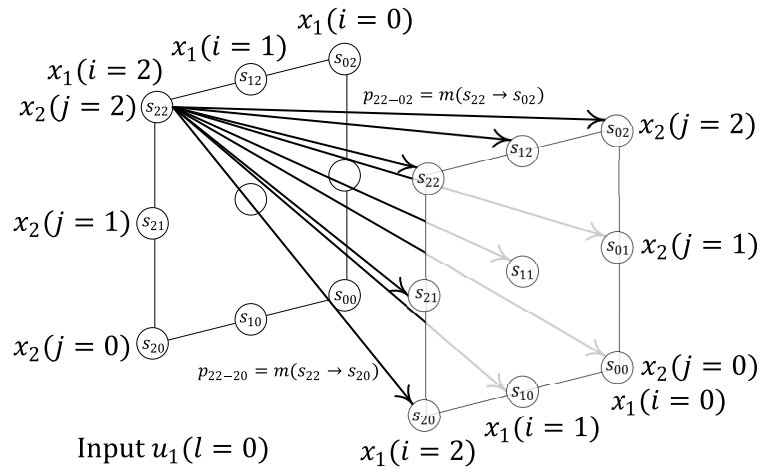 x₁(i = 0)
x₁(i = 1)
x₁(i = 2)
s₀₂
s₁₂
x₂(j = 2)
s₂₂
p₂₂₋₀₂ = m(s₂₂ → s₀₂)
s₀₂
x₂(j = 2)
s₁₂
s₂₂
x₂(j = 1)
s₂₁
s₀₁
x₂(j = 1)
s₁₁
s₀₀
s₂₁
s₁₀
x₂(j = 0)
s₂₀
p₂₂₋₂₀ = m(s₂₂ → s₂₀)
s₀₀
x₂(j = 0)
s₁₀
x₁(i = 0)
s₂₀
x₁(i = 1)
x₁(i = 2)
Input u₁(l = 0)